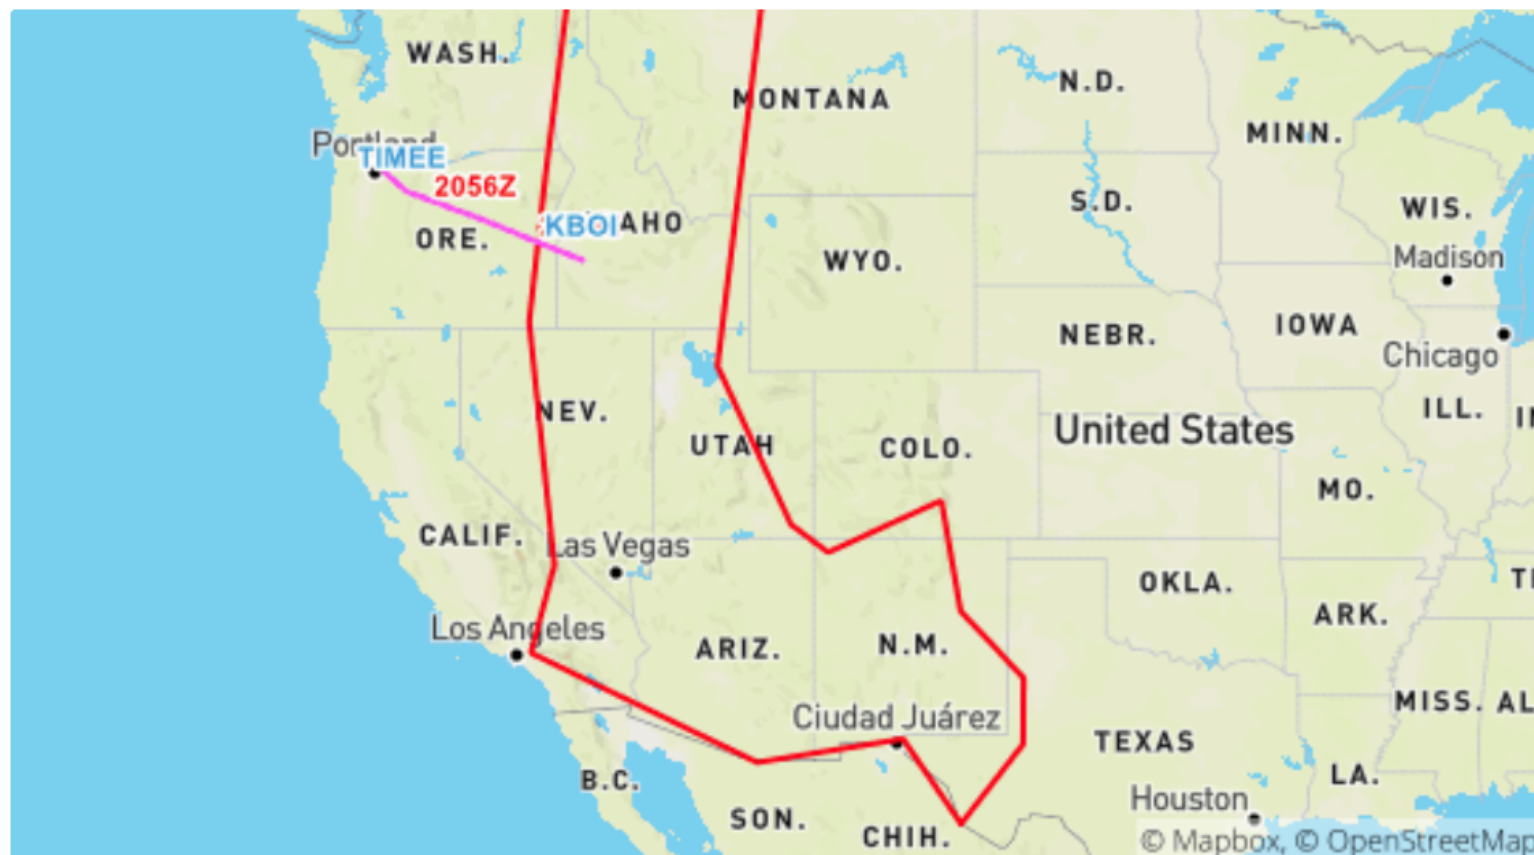 WASH.
MONTANA
N.D.
MINN.
Portland
TIMEE
2056Z
ORE.
KBOI
AHO
S.D.
WIS.
Madison
WYO.
NEBR.
IOWA
Chicago
NEV.
ILL.
UTAH
COLO.
United States
MO.
CALIF.
Las Vegas
OKLA.
ARK.
Los Angeles
ARIZ.
N.M.
MISS.
AL
Ciudad Juárez
TEXAS
B.C.
LA.
SON.
CHIH.
Houston
© Mapbox, © OpenStreetMap